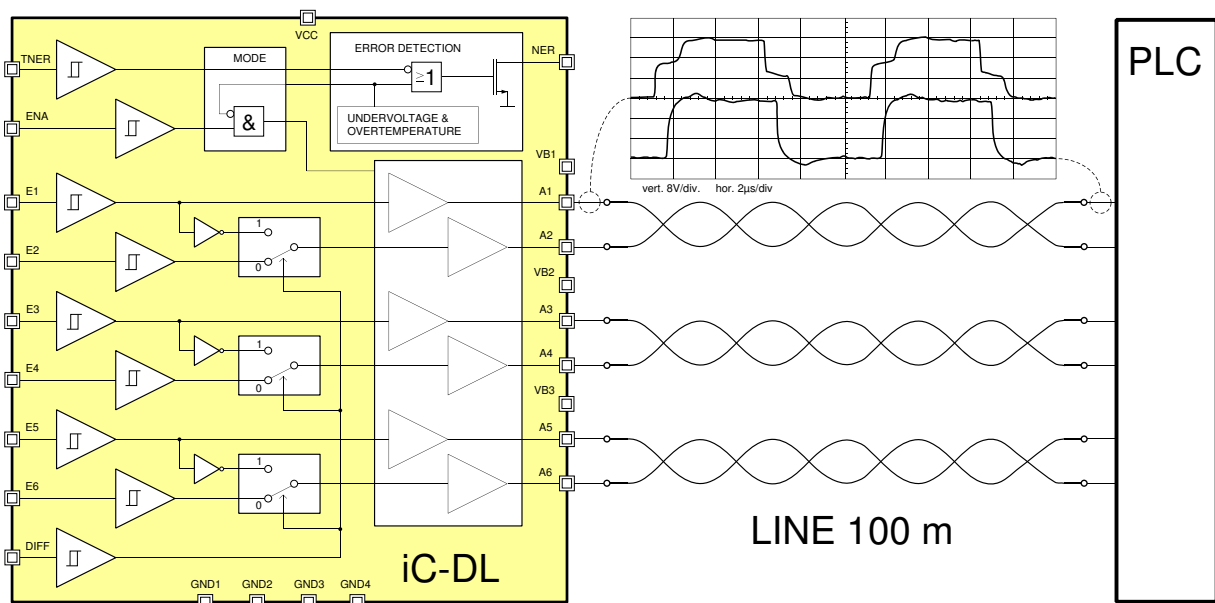 VCC
TNER
MODE
ERROR DETECTION
NER
≥1
ENA
&
UNDERVOLTAGE &
OVERTEMPERATURE
PLC
vert. 8V/div. hor. 2µs/div
VB1
E1
A1
1
E2
0
A2
VB2
E3
A3
1
E4
0
A4
VB3
E5
A5
1
E6
0
A6
DIFF
iC-DL
LINE 100 m
GND1
GND2
GND3
GND4